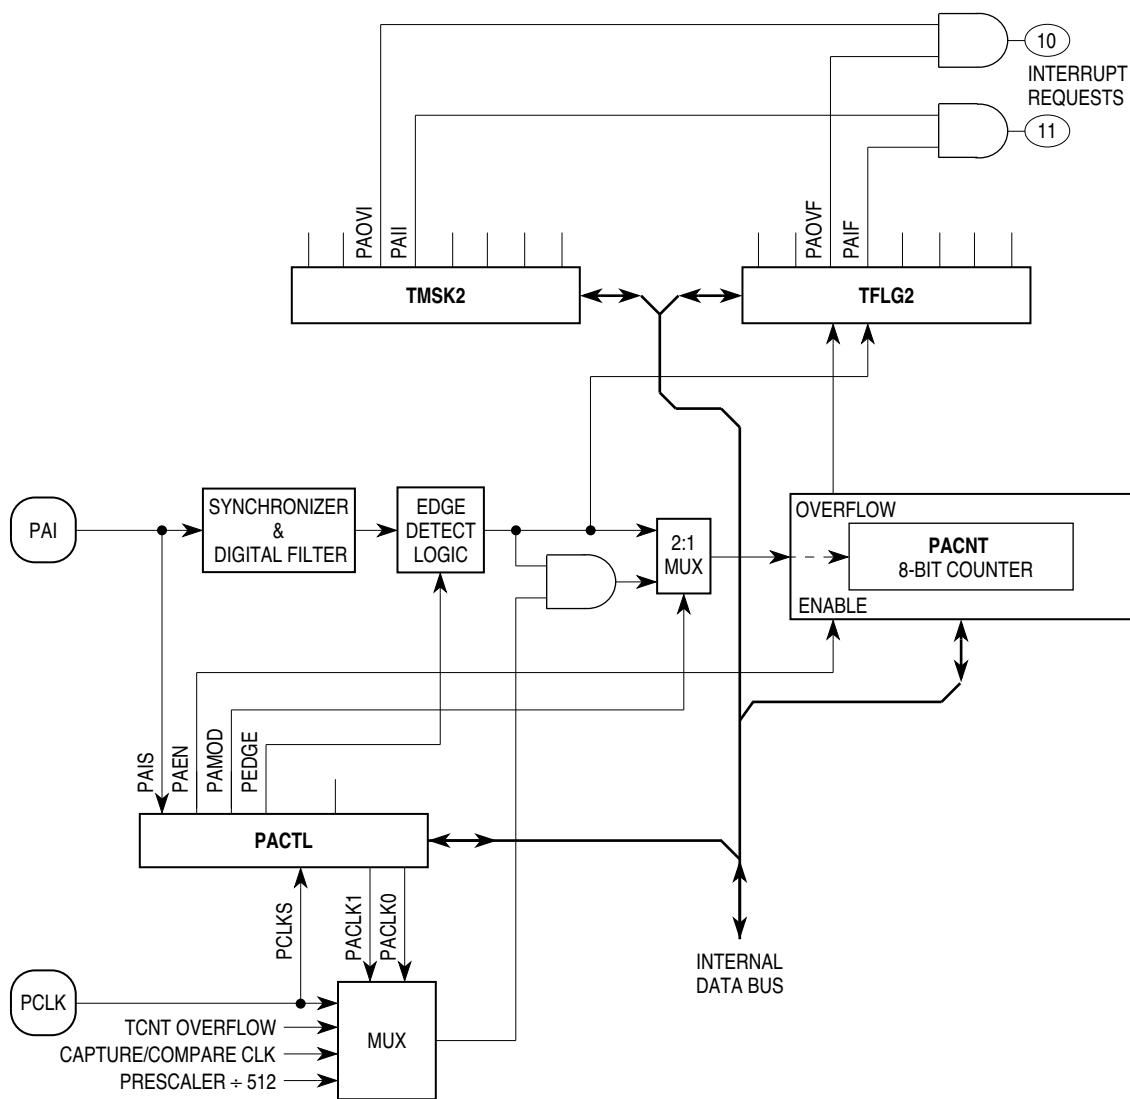 10
INTERRUPT
REQUESTS
11
PAOVI
PAII
PAOVF
PAIF
TMSK2
TFLG2
PAI
SYNCHRONIZER
&
DIGITAL FILTER
EDGE
DETECT
LOGIC
2:1
MUX
OVERFLOW
PACNT
8-BIT COUNTER
ENABLE
PAIS
PAEN
PAMOD
PEDGE
PACTL
PCLKS
PACLK1
PACLK0
INTERNAL
DATA BUS
PCLK
TCNT OVERFLOW
CAPTURE/COMPARE CLK
PRESCALER ÷ 512
MUX